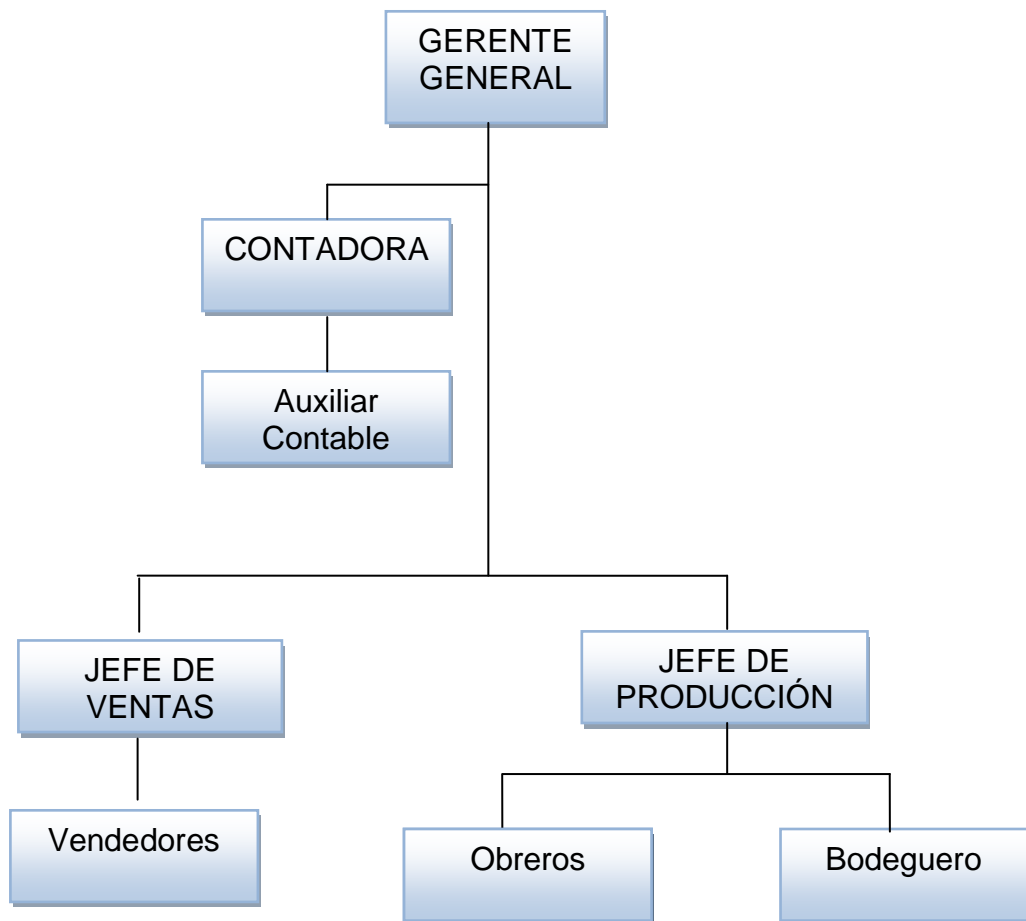 GERENTE
GENERAL
CONTADORA
Auxiliar
Contable
JEFE DE
VENTAS
JEFE DE
PRODUCCIÓN
Vendedores
Obreros
Bodeguero